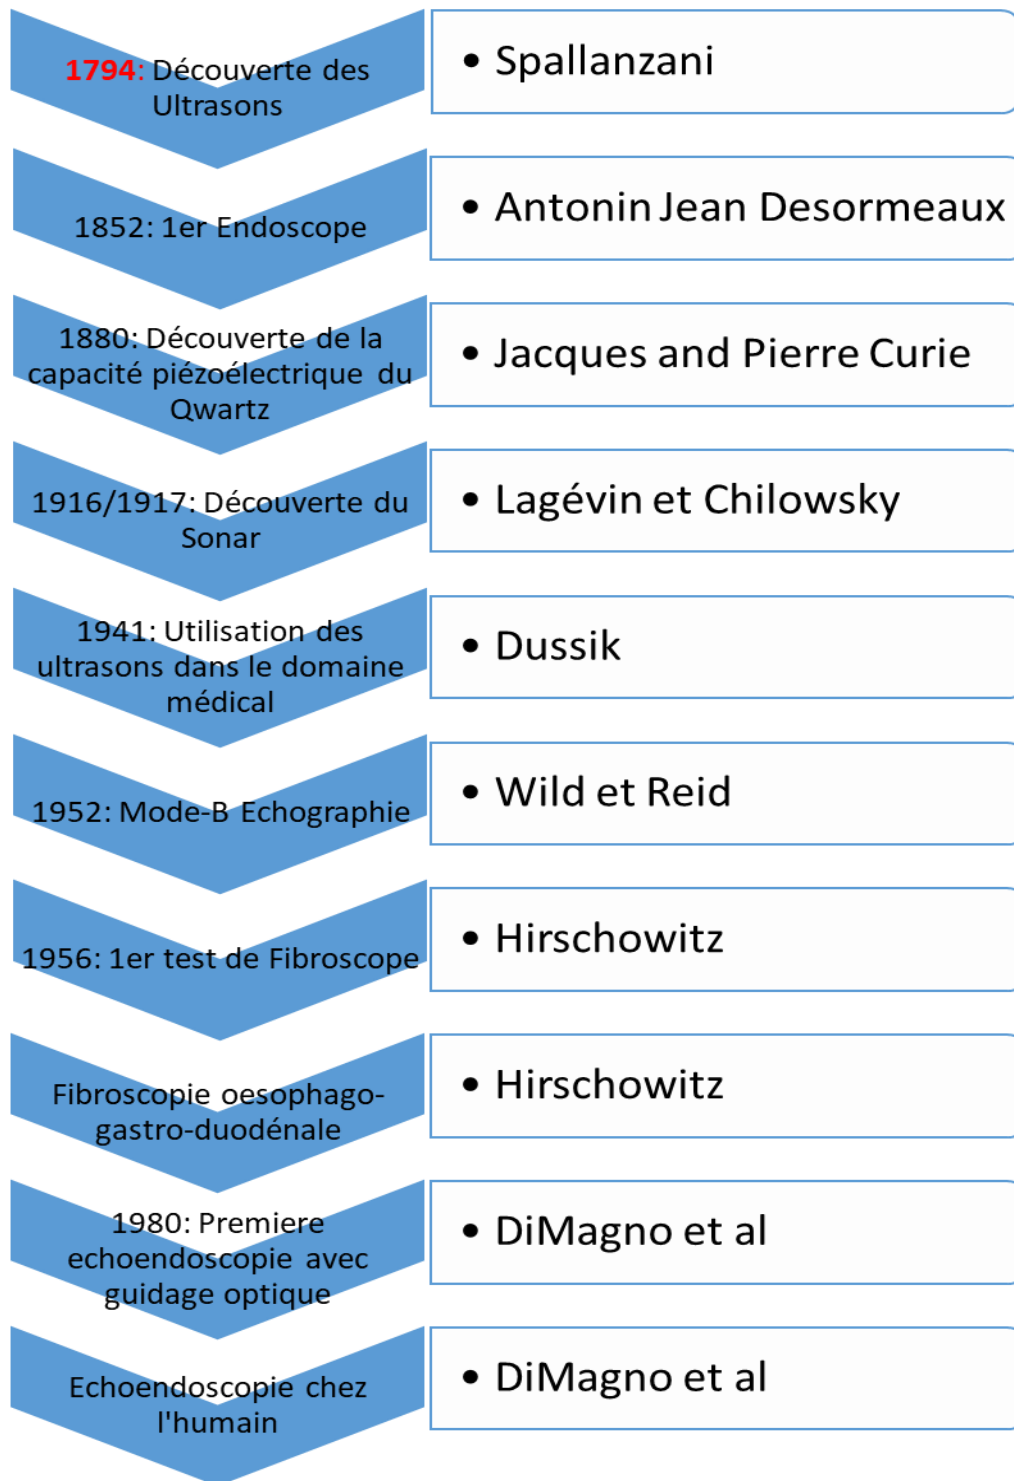 1794: Découverte des
Ultrasons
• Spallanzani
1852: 1er Endoscope
• Antonin Jean Desormeaux
1880: Découverte de la
capacité piézoélectrique du
Qwartz
• Jacques and Pierre Curie
1916/1917: Découverte du
Sonar
• Lagévin et Chilowsky
1941: Utilisation des
ultrasons dans le domaine
médical
• Dussik
1952: Mode-B Echographie
• Wild et Reid
1956: 1er test de Fibroscope
• Hirschowitz
Fibroscopie oesophago-
gastro-duodénale
• Hirschowitz
1980: Premiere
echoendoscopie avec
guidage optique
• DiMagno et al
Echoendoscopie chez
l'humain
• DiMagno et al